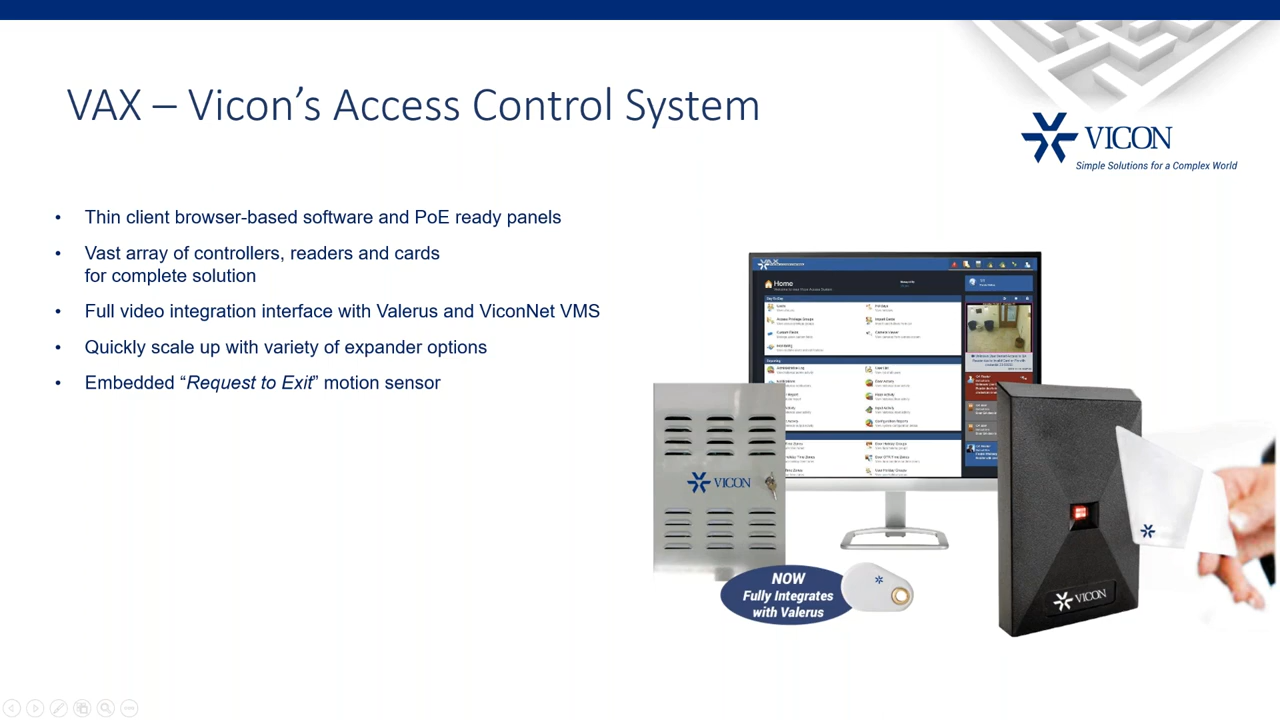 VAX – Vicon's Access Control System
VICON
Simple Solutions for a Complex World
• Thin client browser-based software and PoE ready panels
• Vast array of controllers, readers and cards
for complete solution
• Full video integration interface with Valerus and ViconNet VMS
• Quickly scale up with variety of expander options
• Embedded “Request to Exit” motion sensor
VAX
Home
VICON
NOW
Fully Integrates
with Valerus
VICON